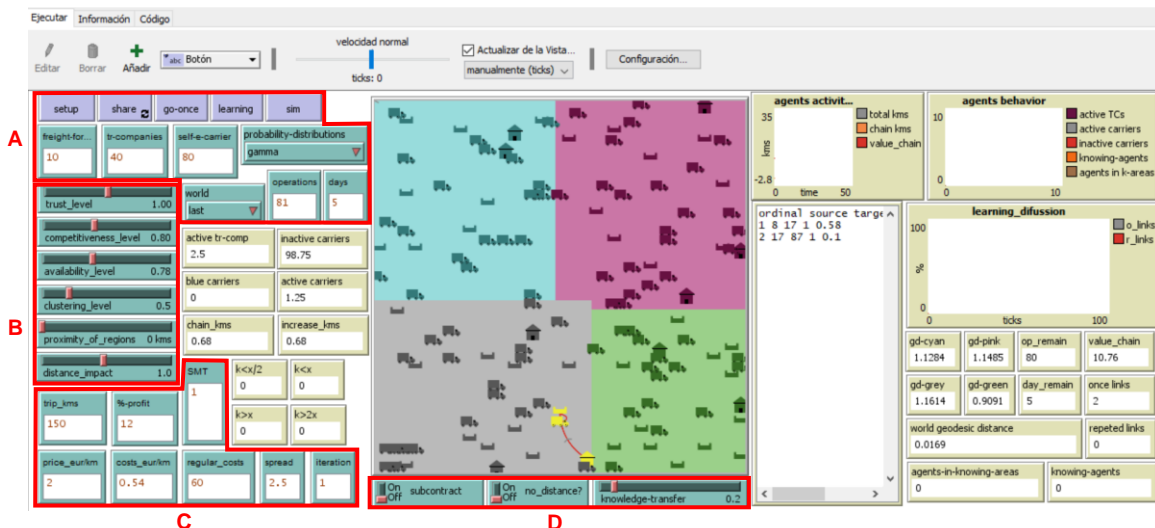 Ejecutar Información Código
velocidad normal
Editar Borrar Añadir
abc Botón
ticks: 0
Actualizar de la Vista...
manualmente (ticks)
Configuración...
A
setup share go-once learning sim
freight-for... tr-companies self-e-carrier probability-distributions
10 40 80 gamma
world operations days
last 81 5
B
trust_level 1.00
competitiveness_level 0.80
availability_level 0.78
clustering_level 0.5
proximity_of_regions 0 kms
distance_impact 1.0
active tr-comp inactive carriers
2.5 98.75
blue carriers active carriers
0 1.25
chain_kms increase_kms
0.68 0.68
SMT k<x/2 k<x
1 0 0
k>x k>2x
0 0
trip_kms %-profit
150 12
price_eur/km costs_eur/km regular_costs spread iteration
2 0.54 60 2.5 1
C
On
Off
subcontract
On
Off
no_distance?
knowledge-transfer 0.2
D
agents activit...
35
kms
-2.8
0 time 50
total kms
chain kms
value_chain
agents behavior
10
0
0 10
active TCs
active carriers
inactive carriers
knowing-agents
agents in k-areas
ordinal source targe
1 8 17 1 0.58
2 17 87 1 0.1
learning_difussion
100
%
0
0 ticks 100
o_links
r_links
gd-cyan gd-pink op_remain value_chain
1.1284 1.1485 80 10.76
gd-grey gd-green day_remain once links
1.1614 0.9091 5 2
world geodesic distance repeted links
0.0169 0
agents-in-knowing-areas knowing-agents
0 0